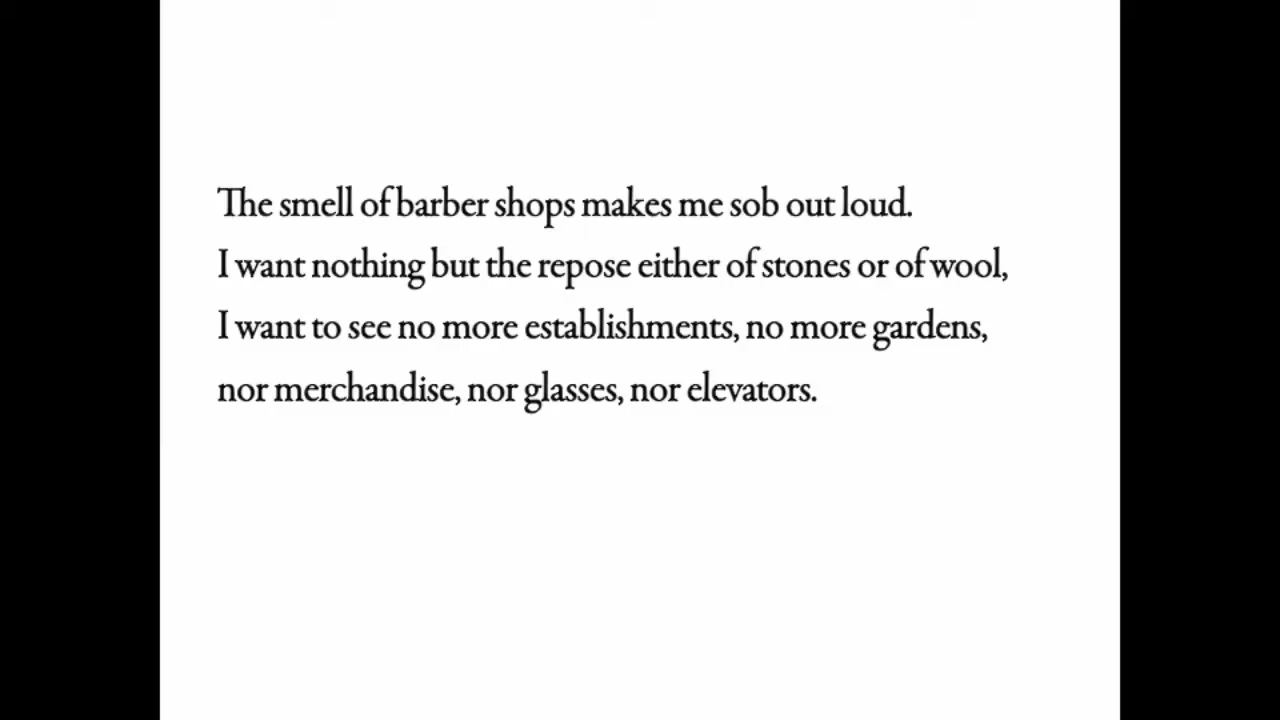 The smell of barber shops makes me sob out loud.
I want nothing but the repose either of stones or of wool,
I want to see no more establishments, no more gardens,
nor merchandise, nor glasses, nor elevators.